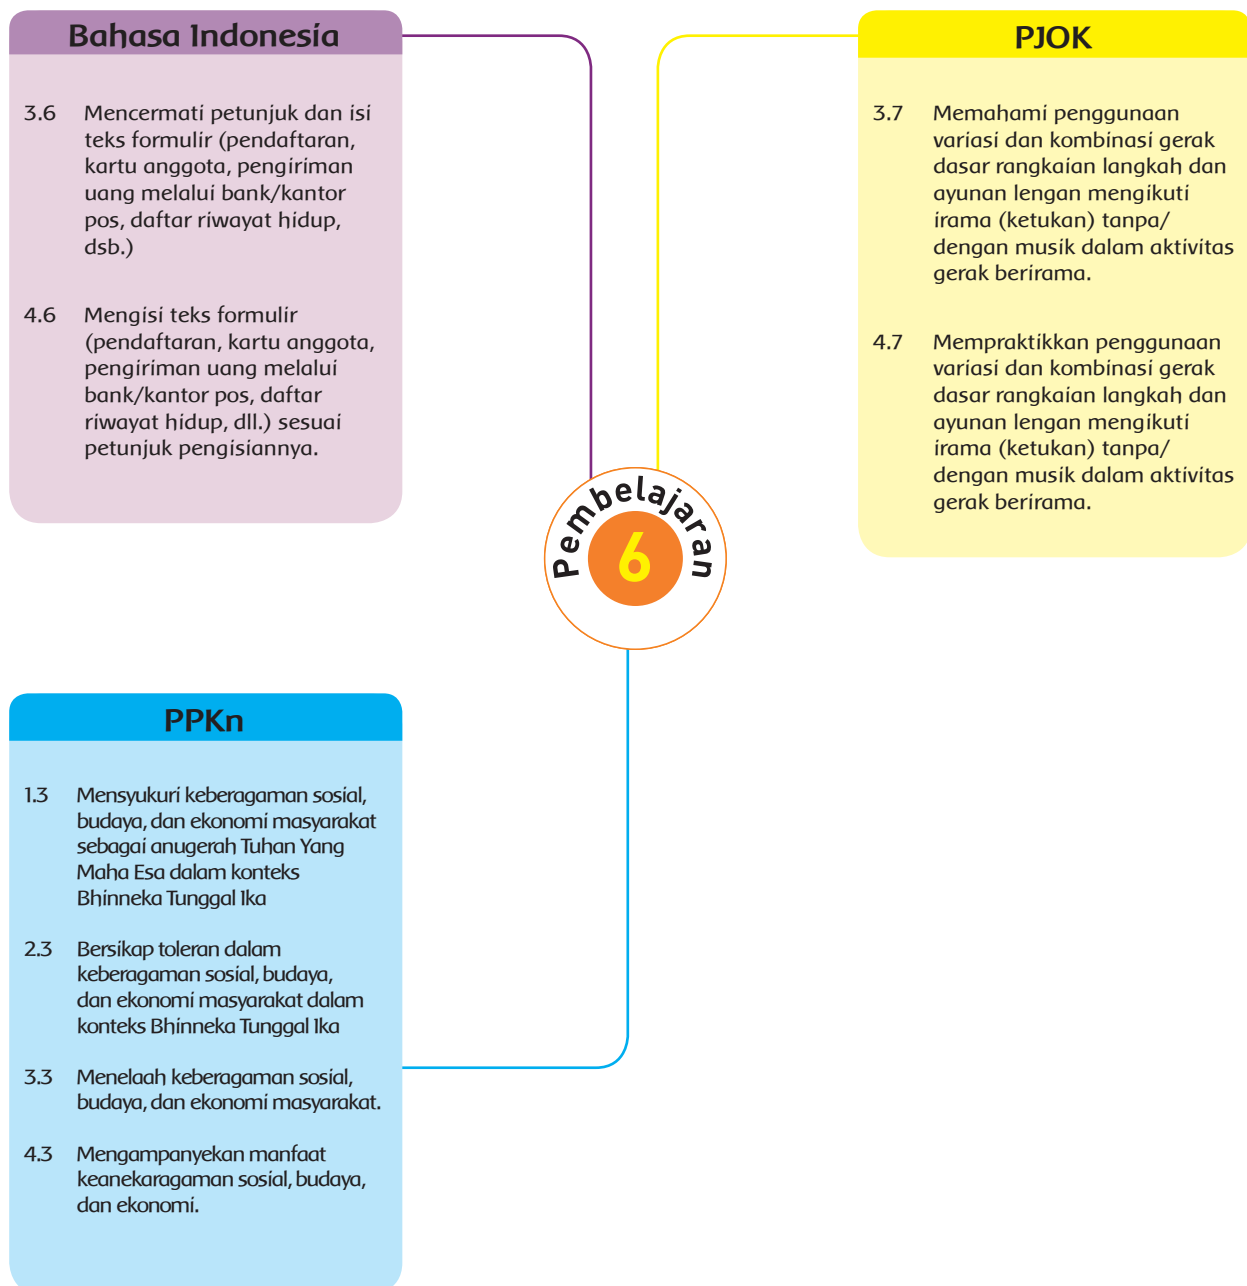 Bahasa Indonesia
3.6 Mencermati petunjuk dan isi
teks formulir (pendaftaran,
kartu anggota, pengiriman
uang melalui bank/kantor
pos, daftar riwayat hidup,
dsb.)
4.6 Mengisi teks formulir
(pendaftaran, kartu anggota,
pengiriman uang melalui
bank/kantor pos, daftar
riwayat hidup, dll.) sesuai
petunjuk pengisiannya.
PJOK
3.7 Memahami penggunaan
variasi dan kombinasi gerak
dasar rangkaian langkah dan
ayunan lengan mengikuti
irama (ketukan) tanpa/
dengan musik dalam aktivitas
gerak berirama.
4.7 Mempraktikkan penggunaan
variasi dan kombinasi gerak
dasar rangkaian langkah dan
ayunan lengan mengikuti
irama (ketukan) tanpa/
dengan musik dalam aktivitas
gerak berirama.
Pembelajaran
6
PPKn
1.3 Mensyukuri keberagaman sosial,
budaya, dan ekonomi masyarakat
sebagai anugerah Tuhan Yang
Maha Esa dalam konteks
Bhinneka Tunggal Ika
2.3 Bersikap toleran dalam
keberagaman sosial, budaya,
dan ekonomi masyarakat dalam
konteks Bhinneka Tunggal Ika
3.3 Menelaah keberagaman sosial,
budaya, dan ekonomi masyarakat.
4.3 Mengampanyekan manfaat
keanekaragaman sosial, budaya,
dan ekonomi.